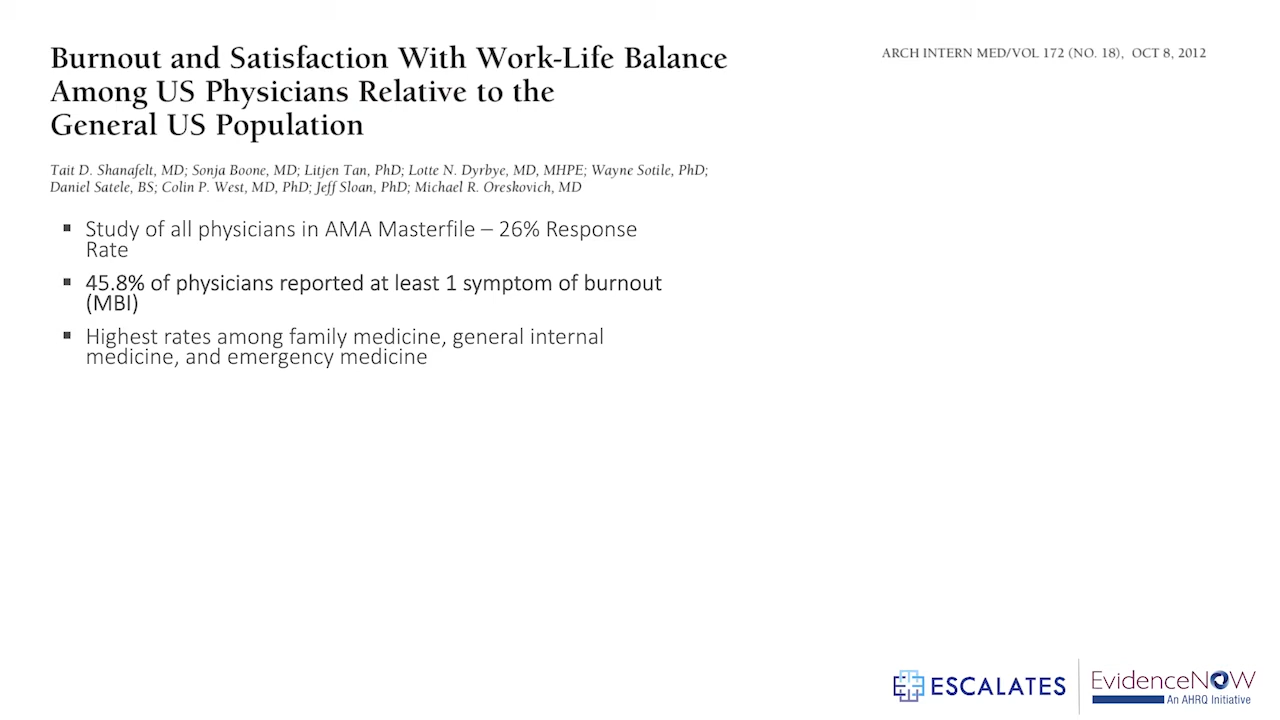 Burnout and Satisfaction With Work-Life Balance
Among US Physicians Relative to the
General US Population
ARCH INTERN MED/VOL 172 (NO. 18), OCT 8, 2012
Tait D. Shanafelt, MD; Sonja Boone, MD; Litjen Tan, PhD; Lotte N. Dyrbye, MD, MHPE; Wayne Sotile, PhD;
Daniel Satele, BS; Colin P. West, MD, PhD; Jeff Sloan, PhD; Michael R. Oreskovich, MD
▪ Study of all physicians in AMA Masterfile – 26% Response
Rate
▪ 45.8% of physicians reported at least 1 symptom of burnout
(MBI)
▪ Highest rates among family medicine, general internal
medicine, and emergency medicine
ESCALATES
EvidenceNOW
An AHRQ Initiative